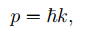 p = ℏk,